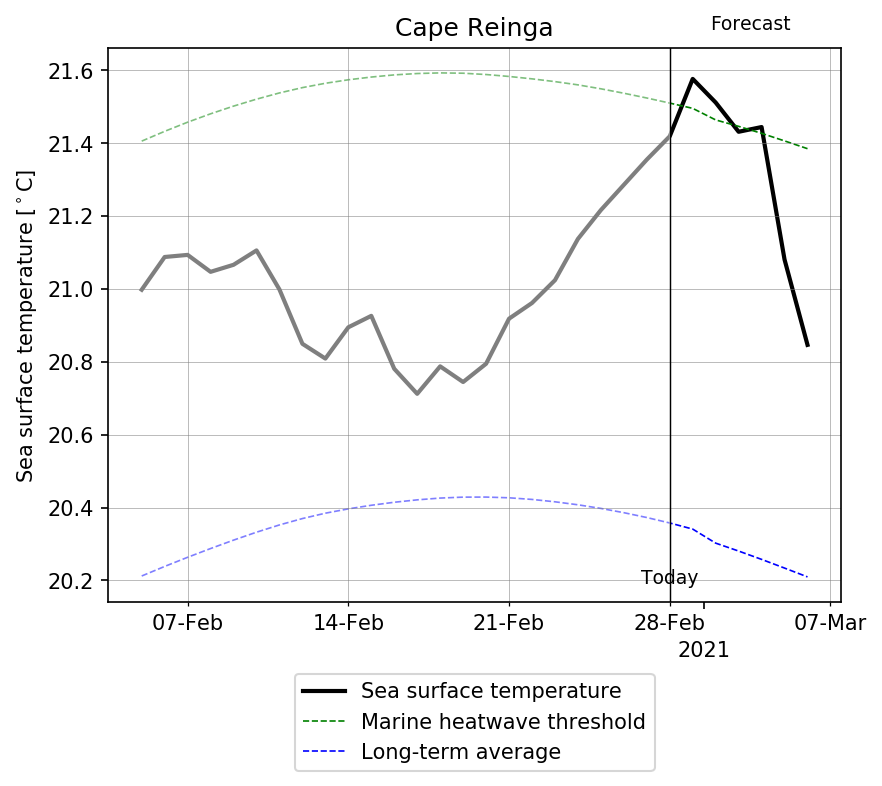 Forecast
Cape Reinga
Sea surface temperature [°C]
21.6
21.4
21.2
21.0
20.8
20.6
20.4
20.2
Today
07-Feb
14-Feb
21-Feb
28-Feb
07-Mar
2021
Sea surface temperature
Marine heatwave threshold
Long-term average